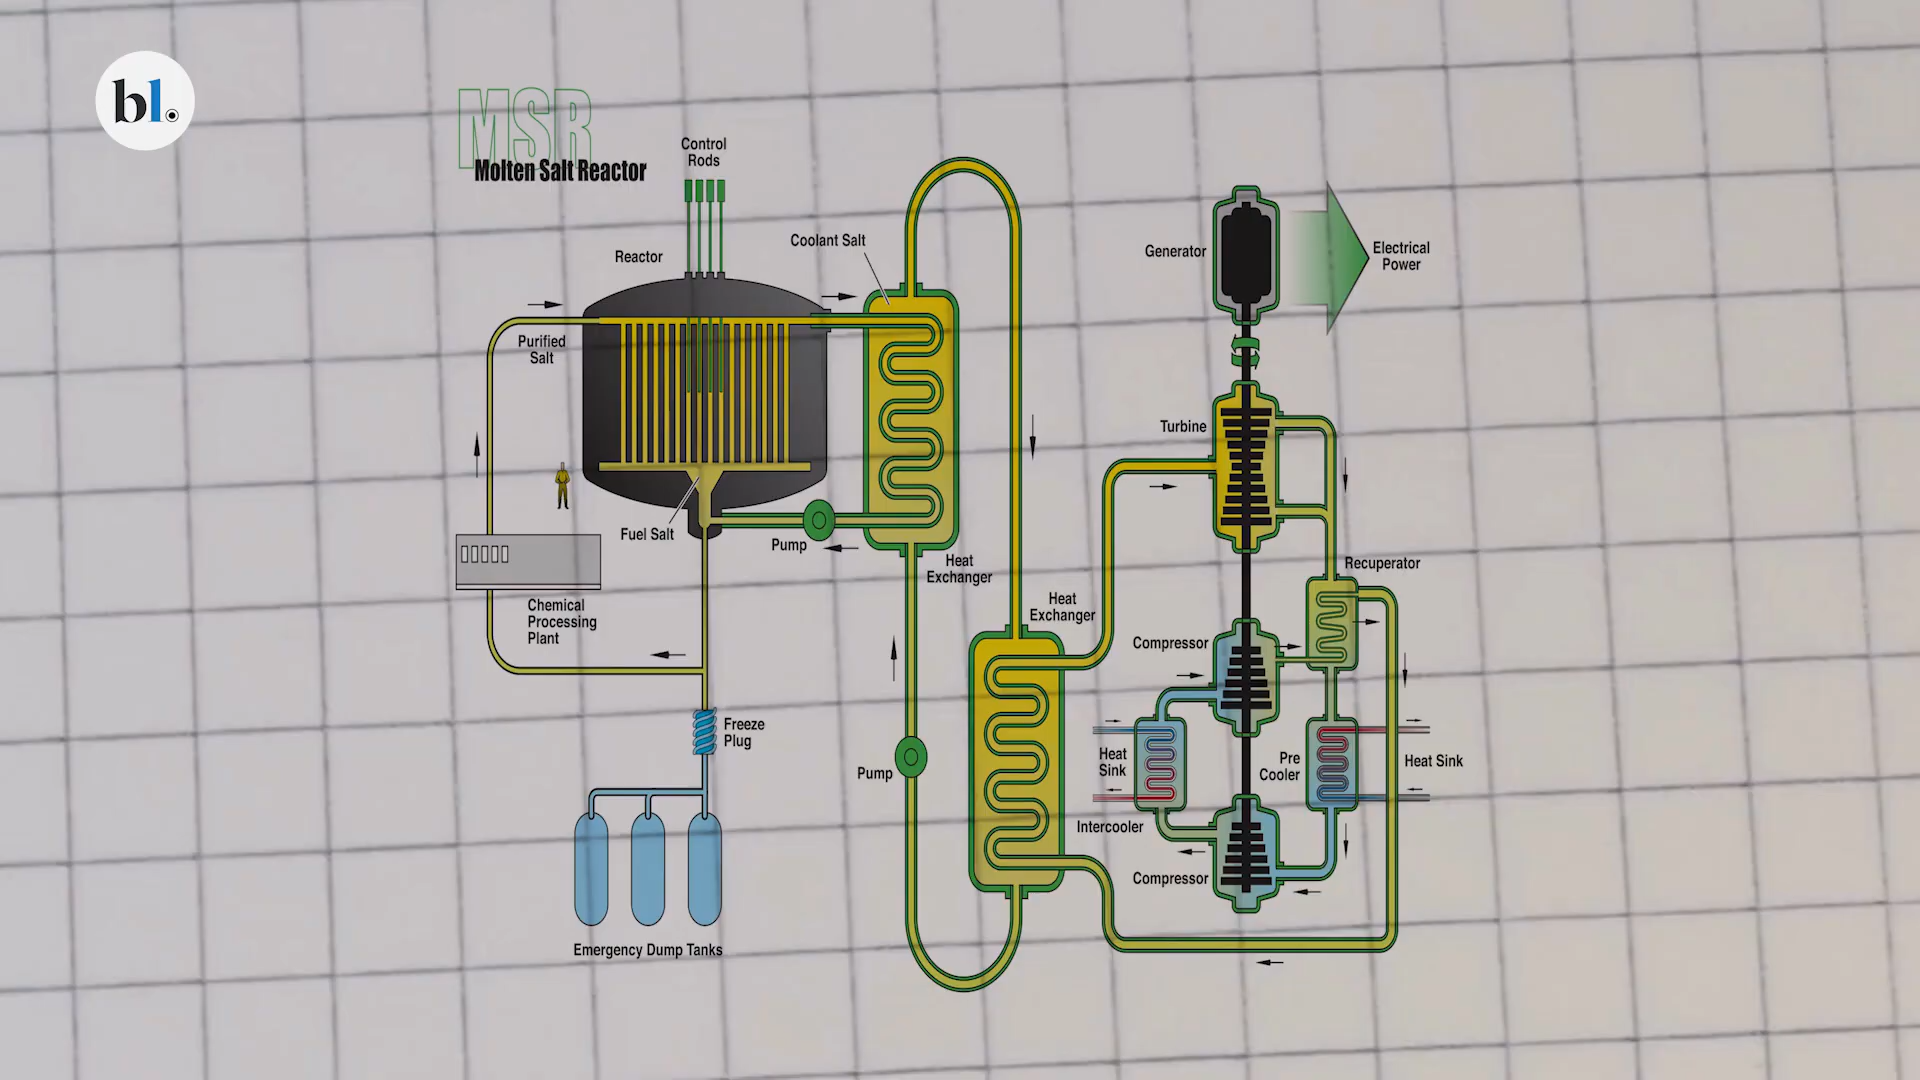 bl.
MSR
Molten Salt Reactor
Control
Rods
Reactor
Coolant Salt
Generator
Electrical
Power
Purified
Salt
Turbine
Fuel Salt
Pump
Heat
Exchanger
Recuperator
Chemical
Processing
Plant
Heat
Exchanger
Compressor
Freeze
Plug
Pump
Heat
Sink
Pre
Cooler
Heat Sink
Intercooler
Compressor
Emergency Dump Tanks